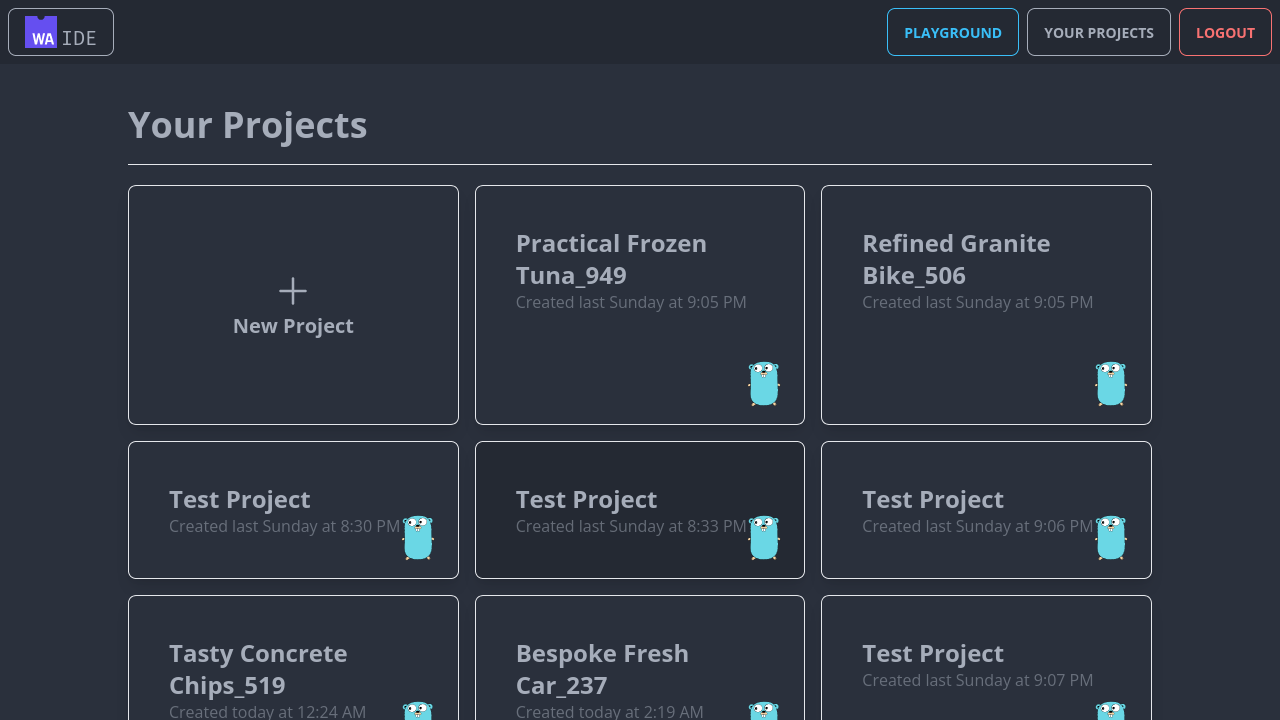 WA IDE
PLAYGROUND
YOUR PROJECTS
LOGOUT
Your Projects
New Project
Practical Frozen
Tuna_949
Created last Sunday at 9:05 PM
Refined Granite
Bike_506
Created last Sunday at 9:05 PM
Test Project
Created last Sunday at 8:30 PM
Test Project
Created last Sunday at 8:33 PM
Test Project
Created last Sunday at 9:06 PM
Tasty Concrete
Chips_519
Created today at 12:24 AM
Bespoke Fresh
Car_237
Created today at 2:19 AM
Test Project
Created last Sunday at 9:07 PM